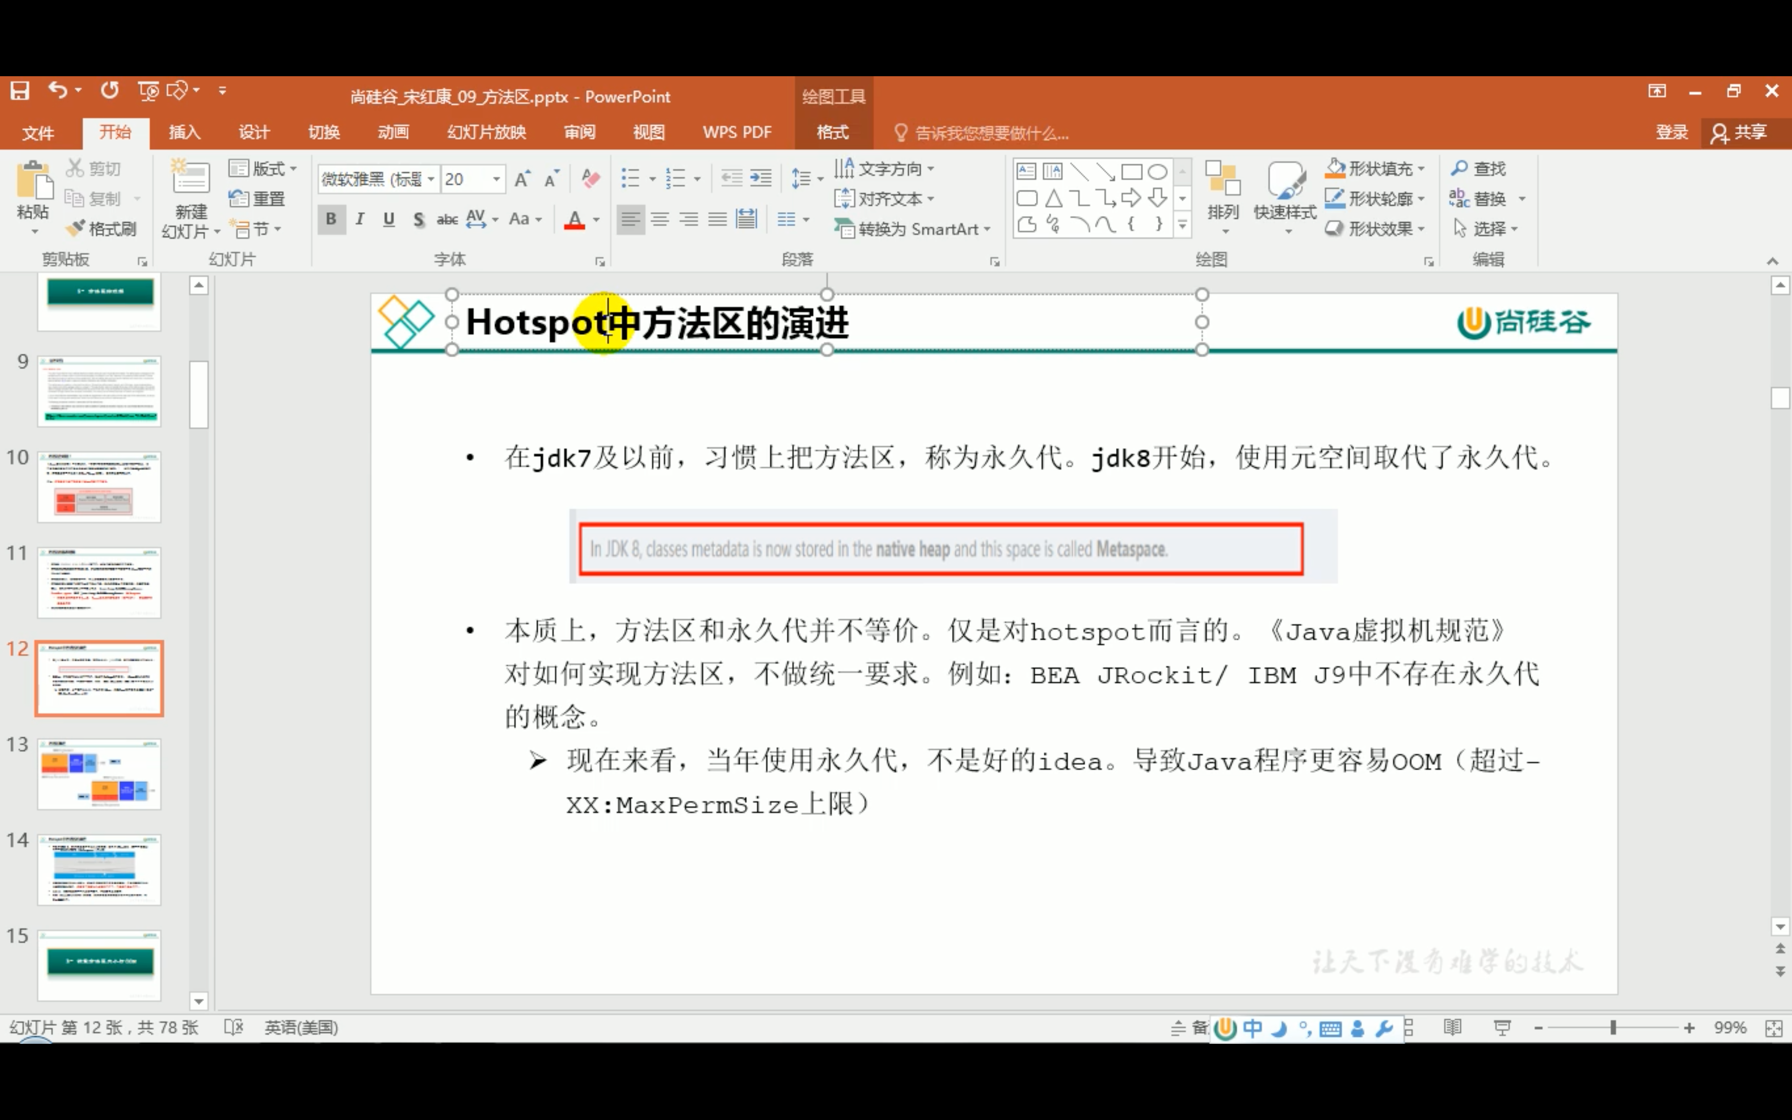 尚硅谷_宋红康_09_方法区.pptx - PowerPoint
绘图工具
文件 开始 插入 设计 切换 动画 幻灯片放映 审阅 视图 WPS PDF 格式 告诉我您想要做什么... 登录 共享
剪切 版式 微软雅黑 (标题 20 文字方向 形状填充 查找
复制 重置 对齐文本 形状轮廓 替换
粘贴 格式刷 新建 幻灯片 节 B I U S abc AV Aa A 转换为 SmartArt 排列 快速样式 形状效果 选择
剪贴板 幻灯片 字体 段落 绘图 编辑
Hotspot中方法区的演进
尚硅谷
• 在jdk7及以前，习惯上把方法区，称为永久代。jdk8开始，使用元空间取代了永久代。
In JDK 8, classes metadata is now stored in the native heap and this space is called Metaspace.
• 本质上，方法区和永久代并不等价。仅是对hotspot而言的。《Java虚拟机规范》
对如何实现方法区，不做统一要求。例如：BEA JRockit/ IBM J9中不存在永久代
的概念。
➢ 现在来看，当年使用永久代，不是好的idea。导致Java程序更容易OOM（超过-
XX:MaxPermSize上限）
让天下没有难学的技术
9
10
11
12
13
14
15
幻灯片 第 12 张，共 78 张 英语(美国) 备 中 99%